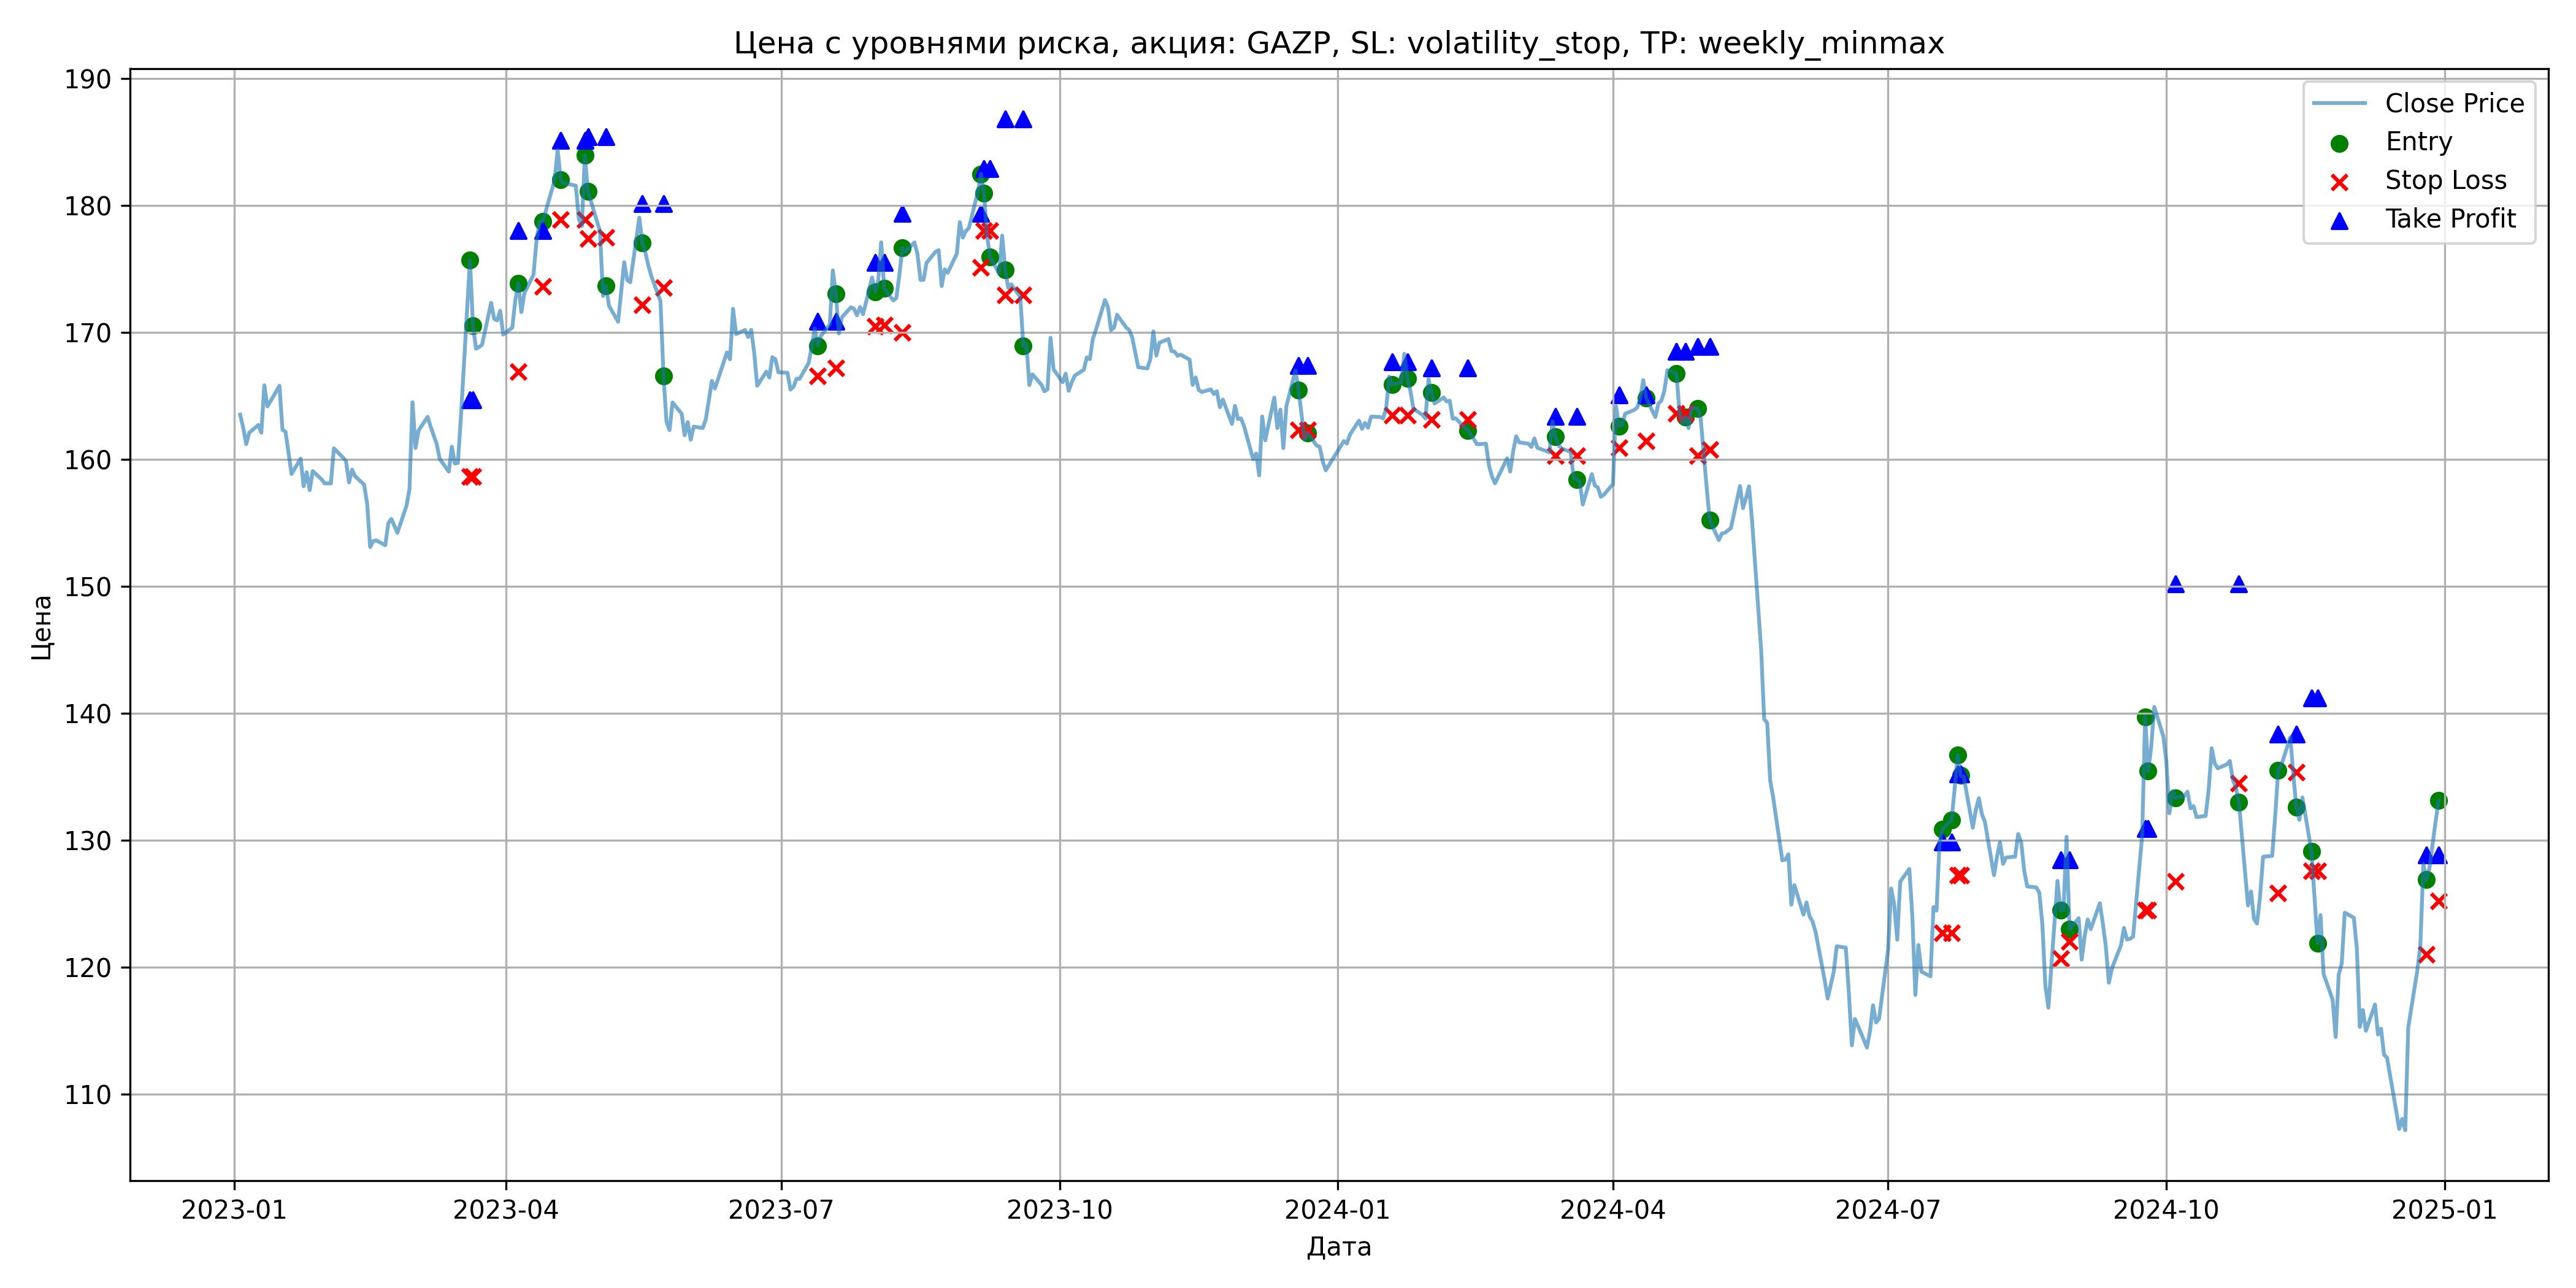 Цена с уровнями риска, акция: GAZP, SL: volatility_stop, TP: weekly_minmax
Close Price
Entry
Stop Loss
Take Profit
190
180
170
160
150
140
130
120
110
Цена
2023-01
2023-04
2023-07
2023-10
2024-01
2024-04
2024-07
2024-10
2025-01
Дата